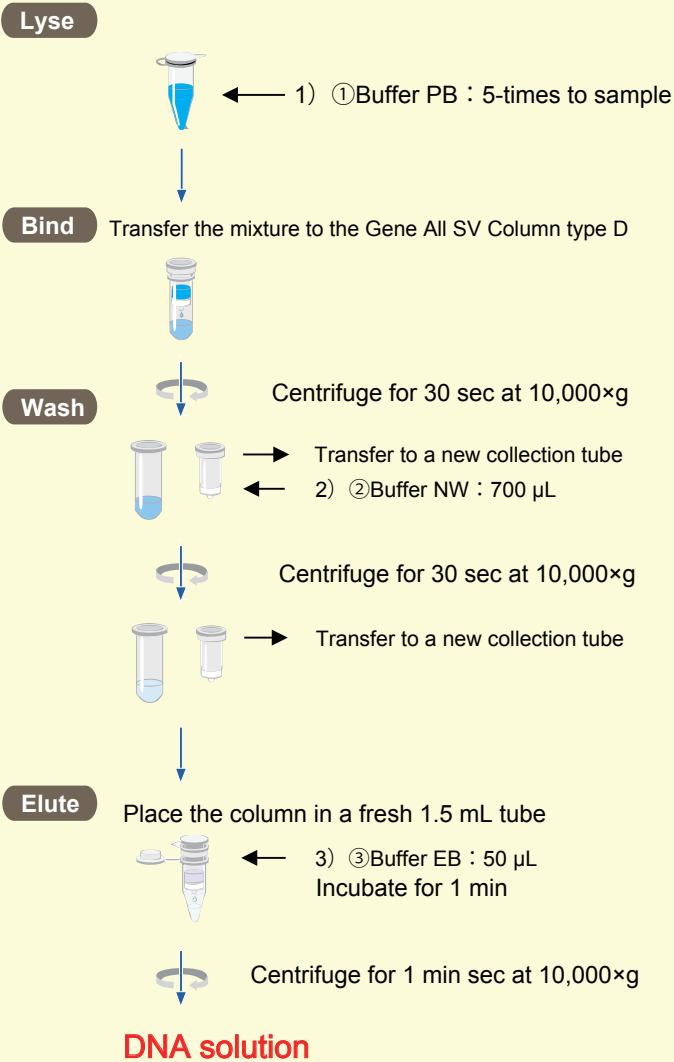 Lyse
1） ①Buffer PB：5-times to sample
Bind
Transfer the mixture to the Gene All SV Column type D
Centrifuge for 30 sec at 10,000×g
Wash
Transfer to a new collection tube
2） ②Buffer NW：700 µL
Centrifuge for 30 sec at 10,000×g
Transfer to a new collection tube
Elute
Place the column in a fresh 1.5 mL tube
3） ③Buffer EB：50 µL
Incubate for 1 min
Centrifuge for 1 min sec at 10,000×g
DNA solution